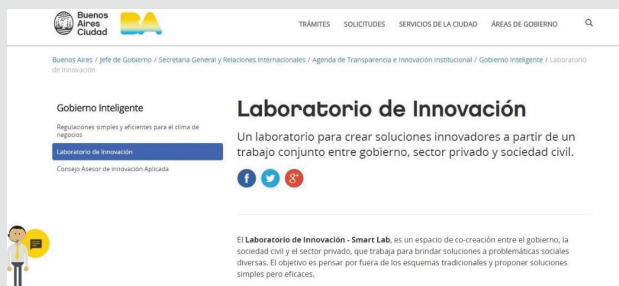 Buenos
Aires
Ciudad
BA
TRÁMITES SOLICITUDES SERVICIOS DE LA CIUDAD ÁREAS DE GOBIERNO
Buenos Aires / Jefe de Gobierno / Secretaría General y Relaciones Internacionales / Agenda de Transparencia e Innovación Institucional / Gobierno Inteligente / Laboratorio
de Innovación
Gobierno Inteligente
Regulaciones simples y eficientes para el clima de
negocios
Laboratorio de Innovación
Consejo Asesor de Innovación Aplicada
Laboratorio de Innovación
Un laboratorio para crear soluciones innovadores a partir de un
trabajo conjunto entre gobierno, sector privado y sociedad civil.
f
g+
El Laboratorio de Innovación - Smart Lab, es un espacio de co-creación entre el gobierno, la
sociedad civil y el sector privado, que trabaja para brindar soluciones a problemáticas sociales
diversas. El objetivo es pensar por fuera de los esquemas tradicionales y proponer soluciones
simples pero eficaces.